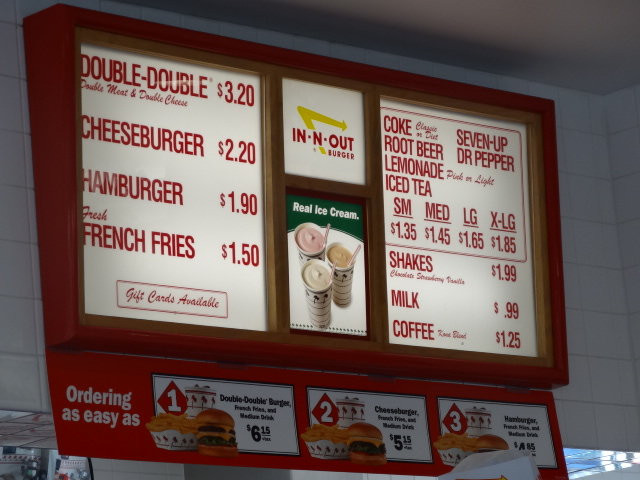 DOUBLE-DOUBLE® $3.20
Double Meat & Double Cheese
CHEESEBURGER $2.20
HAMBURGER $1.90
Fresh
FRENCH FRIES $1.50
Gift Cards Available
IN-N-OUT
BURGER
Real Ice Cream.
COKE Classic or Diet SEVEN-UP
ROOT BEER DR PEPPER
LEMONADE Pink or Light
ICED TEA
SM MED LG X-LG
$1.35 $1.45 $1.65 $1.85
SHAKES $1.99
Chocolate Strawberry Vanilla
MILK $.99
COFFEE Kona Blend $1.25
Ordering
as easy as
1
Double-Double® Burger,
French Fries, and
Medium Drink
$6.15
2
Cheeseburger,
French Fries, and
Medium Drink
$5.15
3
Hamburger,
French Fries, and
Medium Drink
$4.85